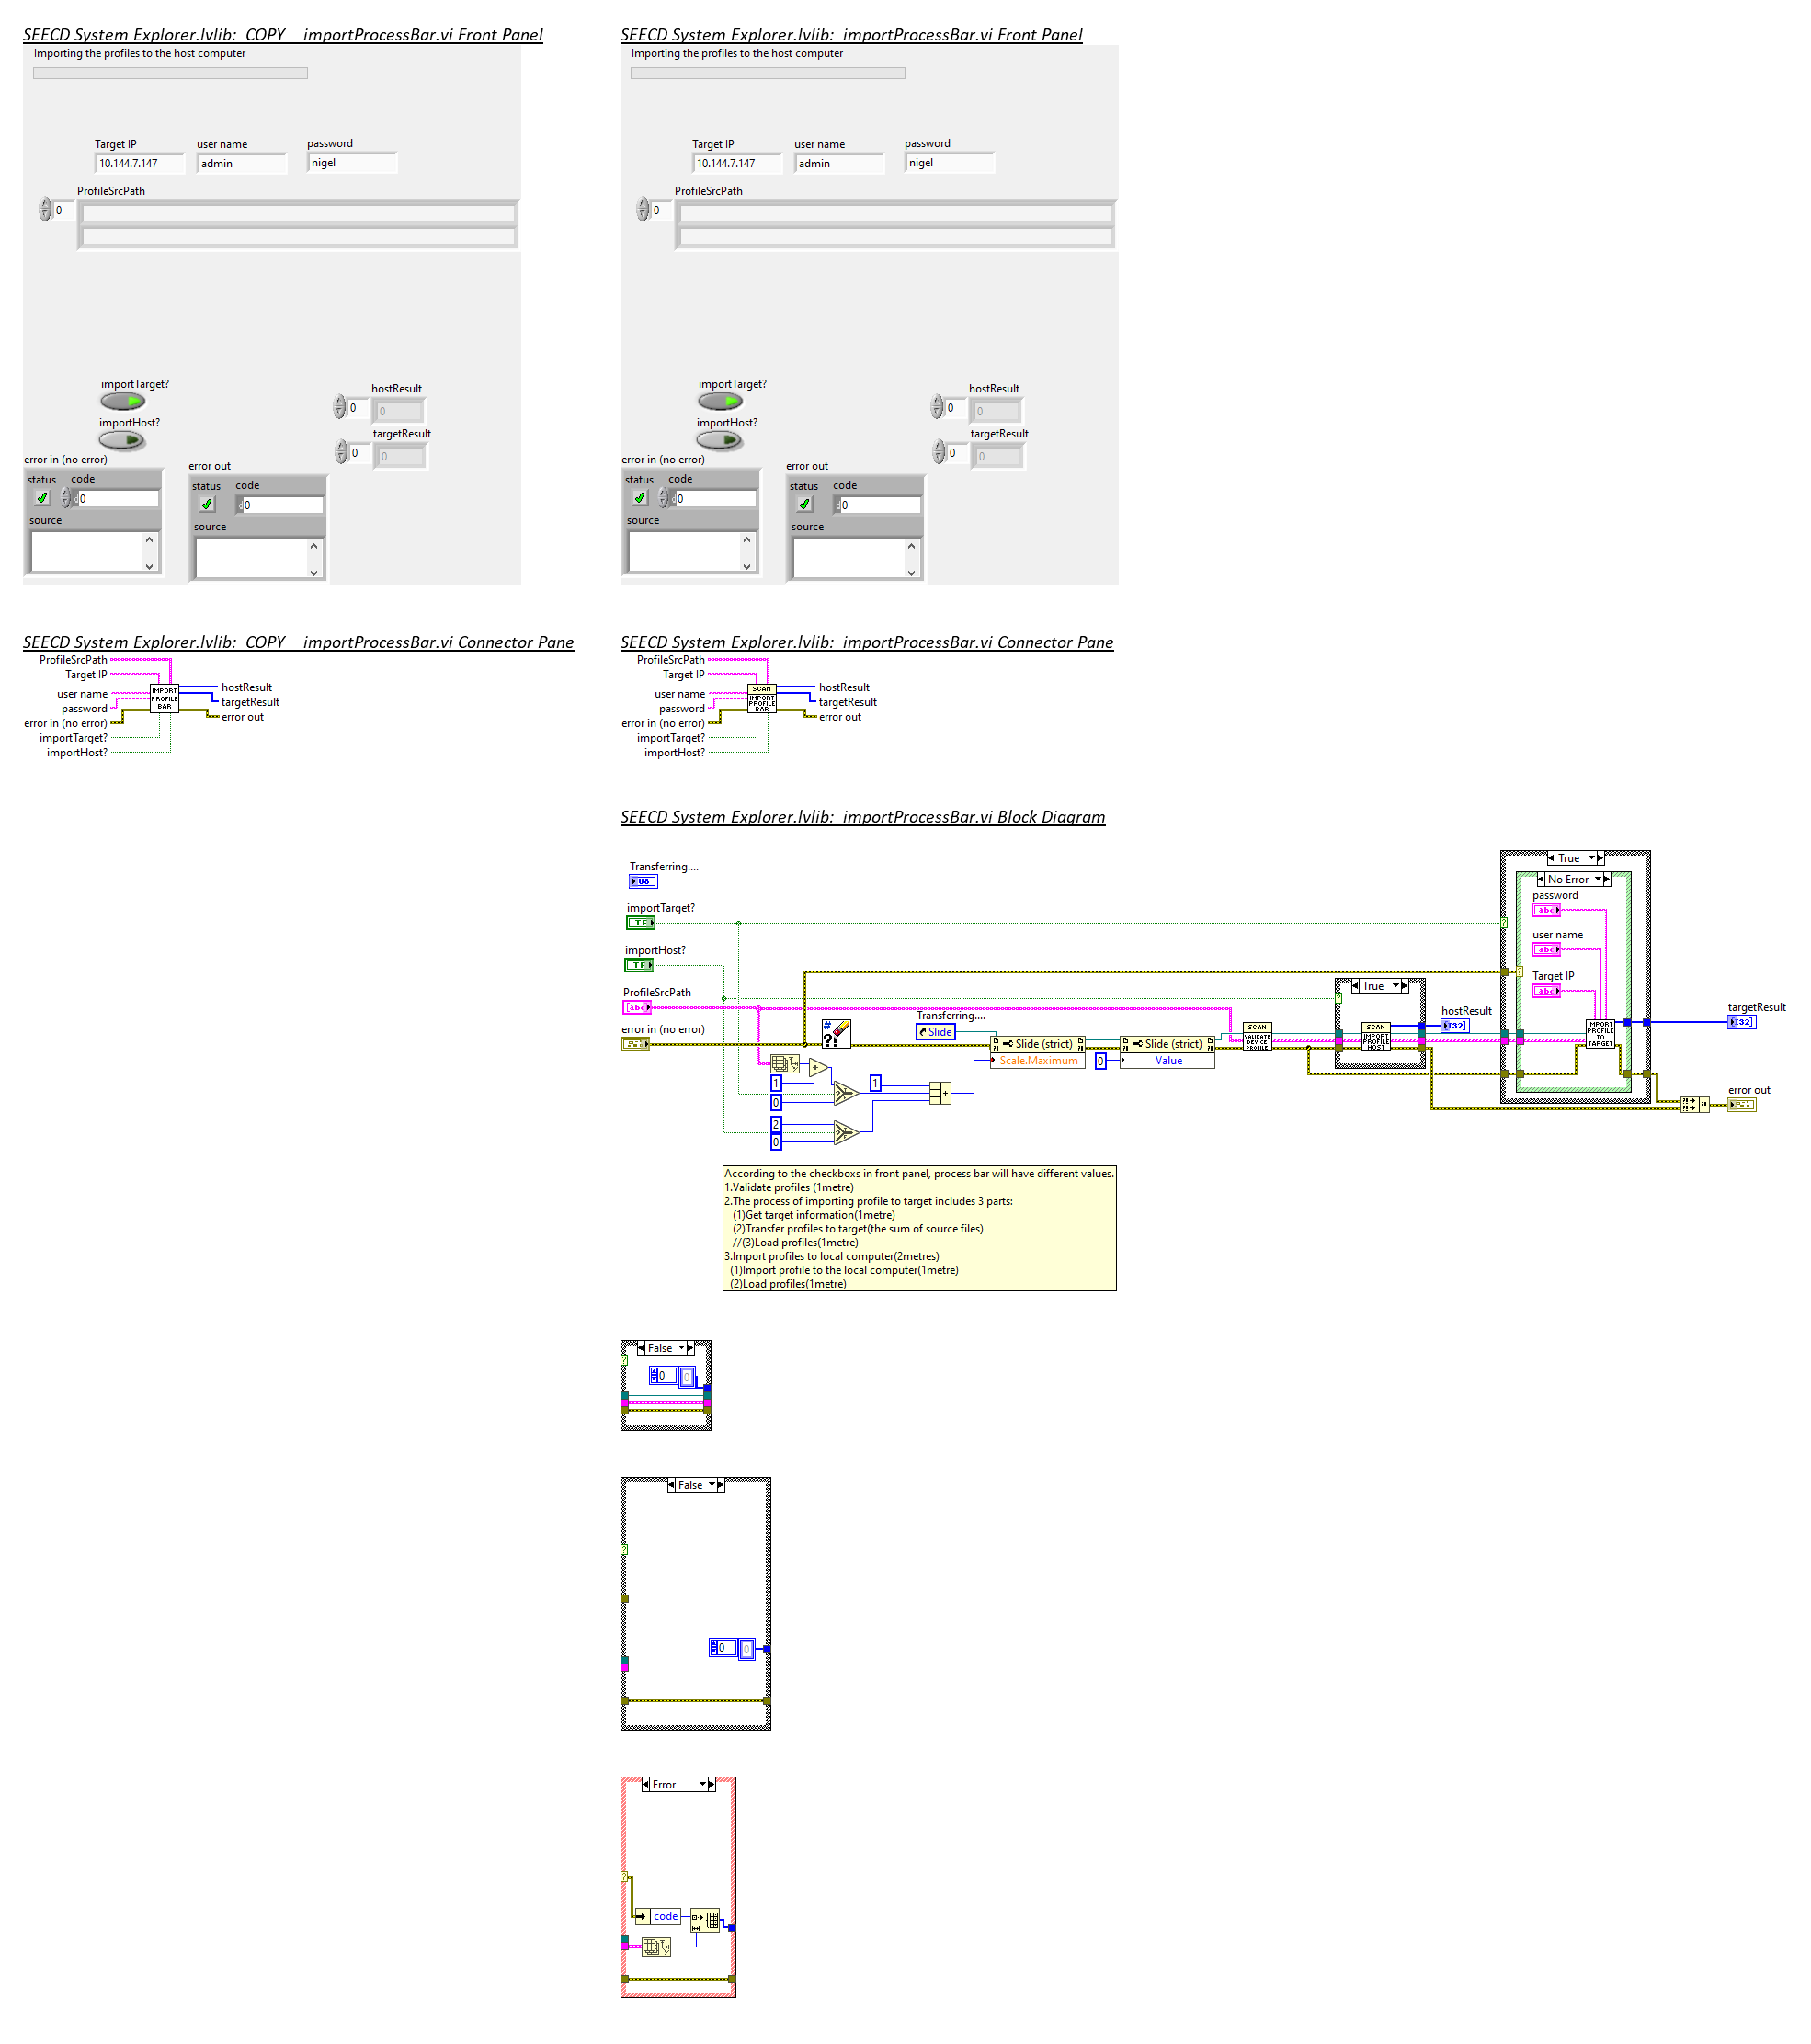 SEECD System Explorer.lvlib:  COPY    importProcessBar.vi Front Panel
Importing the profiles to the host computer
Target IP
user name
password
10.144.7.147
admin
nigel
ProfileSrcPath
0
importTarget?
importHost?
hostResult
0
0
targetResult
0
0
error in (no error)
status
code
0
source
error out
status
code
0
source
SEECD System Explorer.lvlib:  importProcessBar.vi Front Panel
Importing the profiles to the host computer
Target IP
user name
password
10.144.7.147
admin
nigel
ProfileSrcPath
0
importTarget?
importHost?
hostResult
0
0
targetResult
0
0
error in (no error)
status
code
0
source
error out
status
code
0
source
SEECD System Explorer.lvlib:  COPY    importProcessBar.vi Connector Pane
ProfileSrcPath
Target IP
user name
password
error in (no error)
importTarget?
importHost?
IMPORT
PROFILE
BAR
hostResult
targetResult
error out
SEECD System Explorer.lvlib:  importProcessBar.vi Connector Pane
ProfileSrcPath
Target IP
user name
password
error in (no error)
importTarget?
importHost?
SCAN
IMPORT
PROFILE
BAR
hostResult
targetResult
error out
SEECD System Explorer.lvlib:  importProcessBar.vi Block Diagram
Transferring....
U8
importTarget?
TF
importHost?
TF
ProfileSrcPath
abc
error in (no error)
1
0
2
0
1
Transferring....
Slide
Slide (strict)
Scale.Maximum
0
Slide (strict)
Value
SCAN
VALIDATE
DEVICE
PROFILE
True
SCAN
IMPORT
PROFILE
HOST
hostResult
I32
True
No Error
password
abc
user name
abc
Target IP
abc
IMPORT
PROFILE
TO
TARGET
targetResult
I32
error out
According to the checkboxs in front panel, process bar will have different values.
1.Validate profiles (1metre)
2.The process of importing profile to target includes 3 parts:
(1)Get target information(1metre)
(2)Transfer profiles to target(the sum of source files)
//(3)Load profiles(1metre)
3.Import profiles to local computer(2metres)
(1)Import profile to the local computer(1metre)
(2)Load profiles(1metre)
False
0
0
False
0
0
Error
code